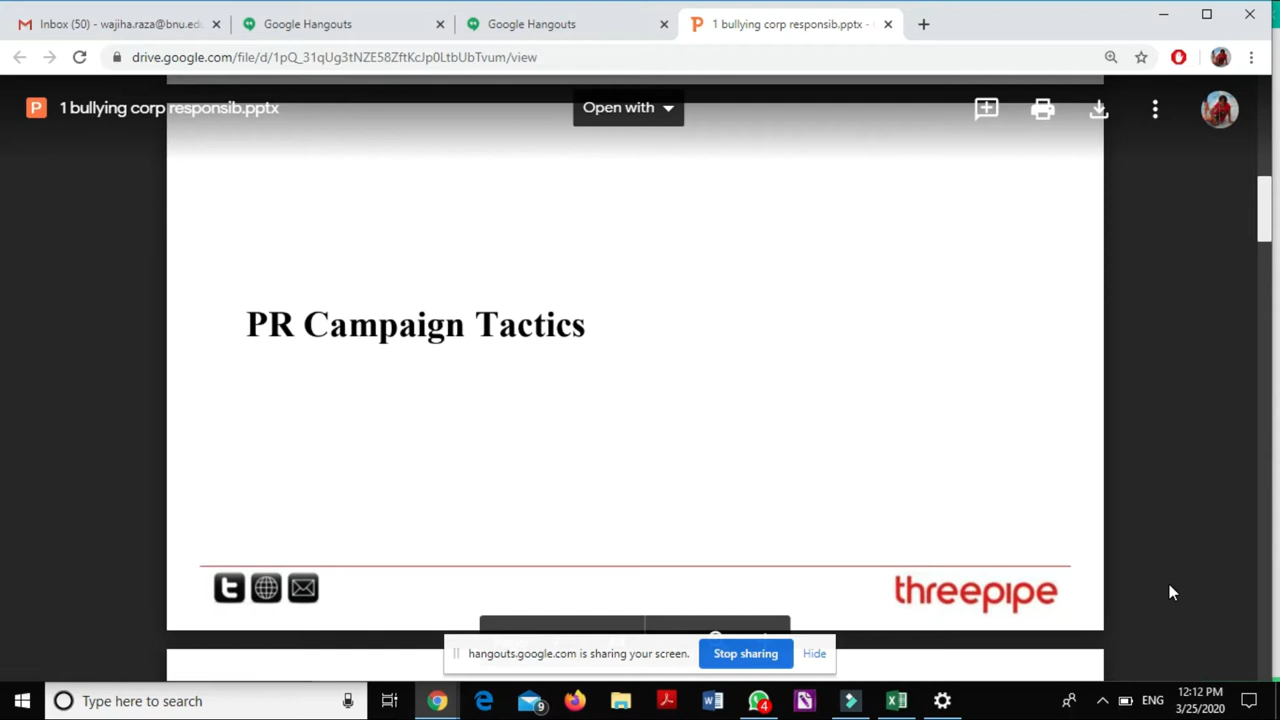 Inbox (50) - wajiha.raza@bnu.ed
Google Hangouts
Google Hangouts
1 bullying corp responsib.pptx -
drive.google.com/file/d/1pQ_31qUg3tNZE58ZftKcJp0LtbUbTvum/view
P 1 bullying corp responsib.pptx
Open with
PR Campaign Tactics
threepipe
hangouts.google.com is sharing your screen.
Stop sharing
Hide
Type here to search
9
4
ENG
12:12 PM
3/25/2020